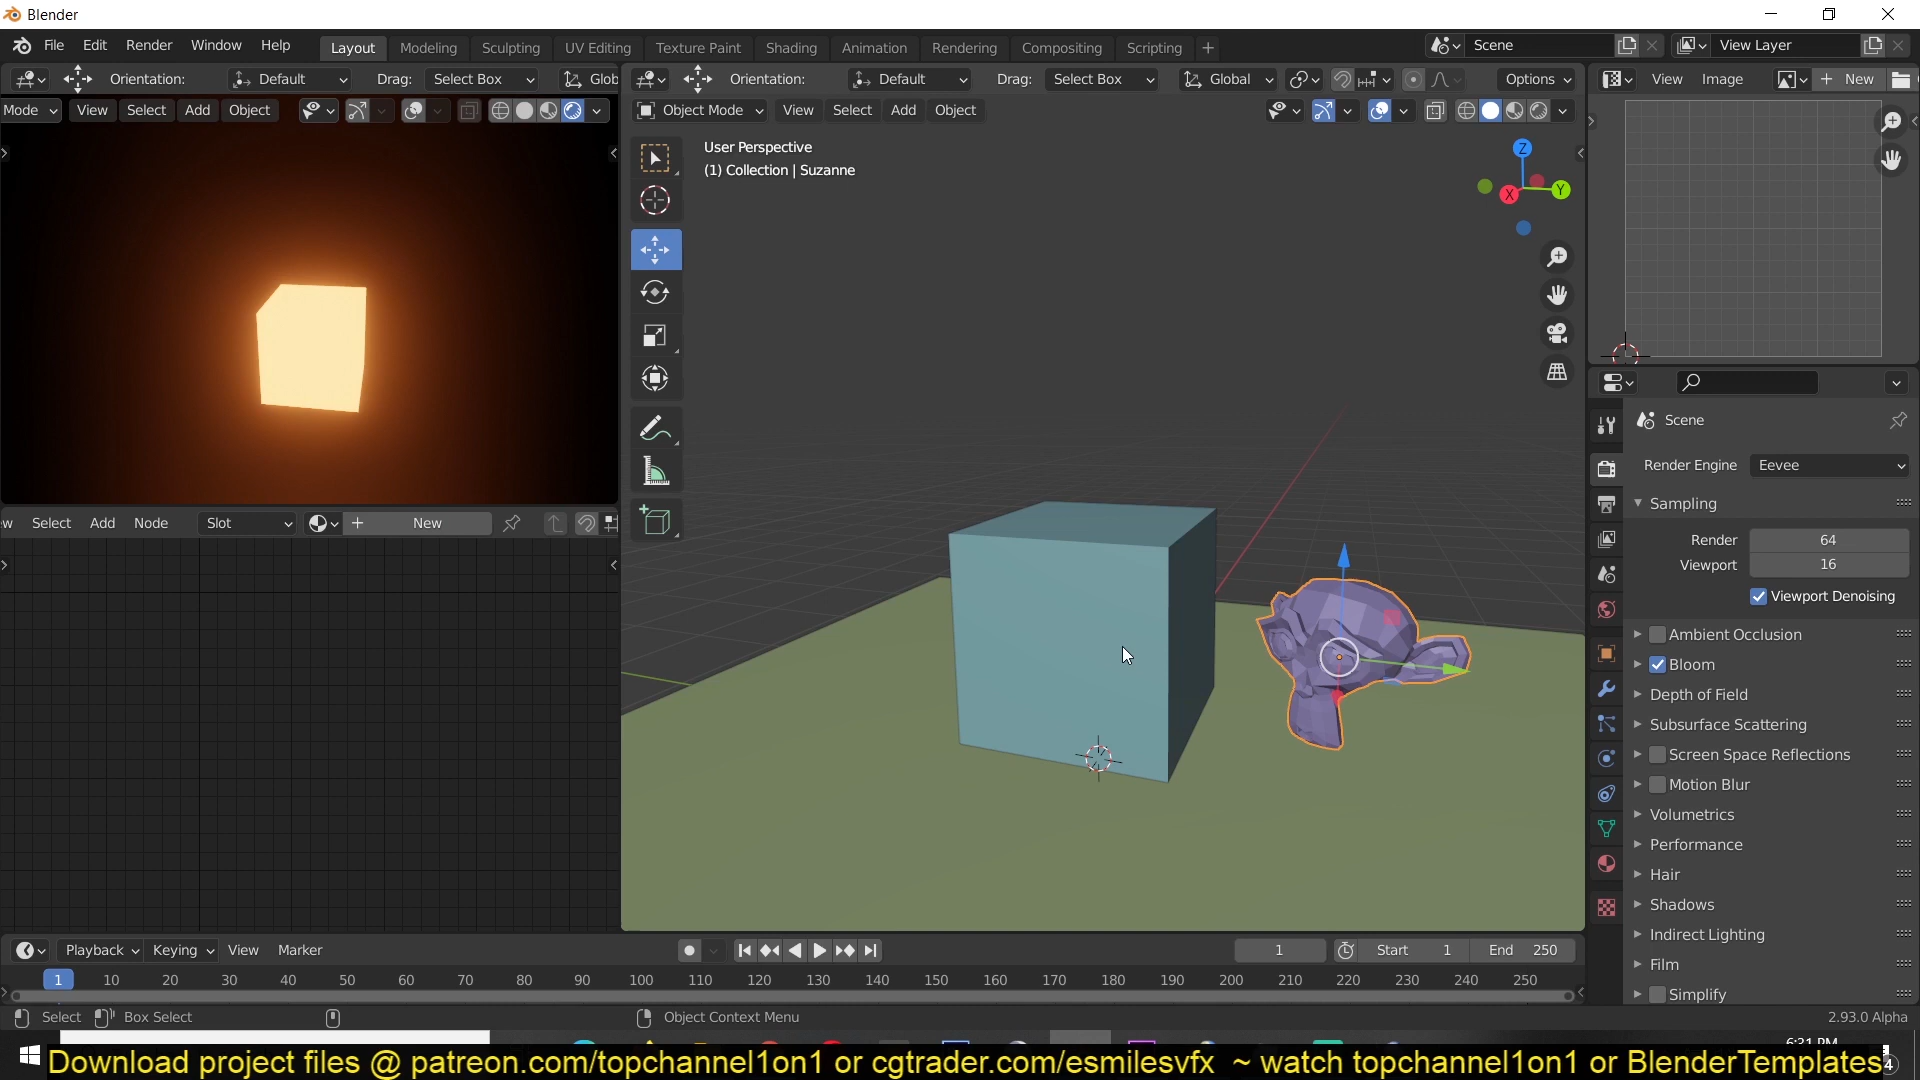 Blender
File Edit Render Window Help Layout Modeling Sculpting UV Editing Texture Paint Shading Animation Rendering Compositing Scripting + Scene View Layer
Orientation: Default Drag: Select Box Glob
Orientation: Default Drag: Select Box Global Options
View Image + New
Mode View Select Add Object
Object Mode View Select Add Object
User Perspective
(1) Collection | Suzanne
Z
X
Y
Scene
Render Engine Eevee
Sampling
Render 64
Viewport 16
Viewport Denoising
Ambient Occlusion
Bloom
Depth of Field
Subsurface Scattering
Screen Space Reflections
Motion Blur
Volumetrics
Performance
Hair
Shadows
Indirect Lighting
Film
Simplify
ew Select Add Node Slot + New
Playback Keying View Marker 1 Start 1 End 250
1 10 20 30 40 50 60 70 80 90 100 110 120 130 140 150 160 170 180 190 200 210 220 230 240 250
Select Box Select Object Context Menu 2.93.0 Alpha
6:31 PM
Download project files @ patreon.com/topchannel1on1 or cgtrader.com/esmilesvfx ~ watch topchannel1on1 or BlenderTemplates
4